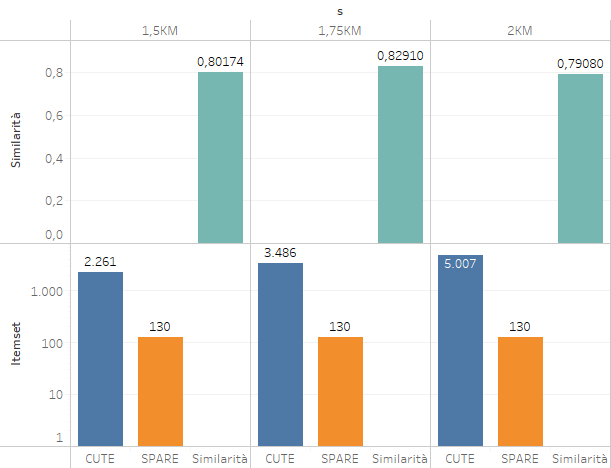 s
1,5KM 1,75KM 2KM
0,80174 0,82910 0,79080
Similarità
0,8
0,6
0,4
0,2
0,0
2.261 3.486 5.007
130 130 130
Itemset
1.000
100
10
1
CUTE SPARE Similarità CUTE SPARE Similarità CUTE SPARE Similarità